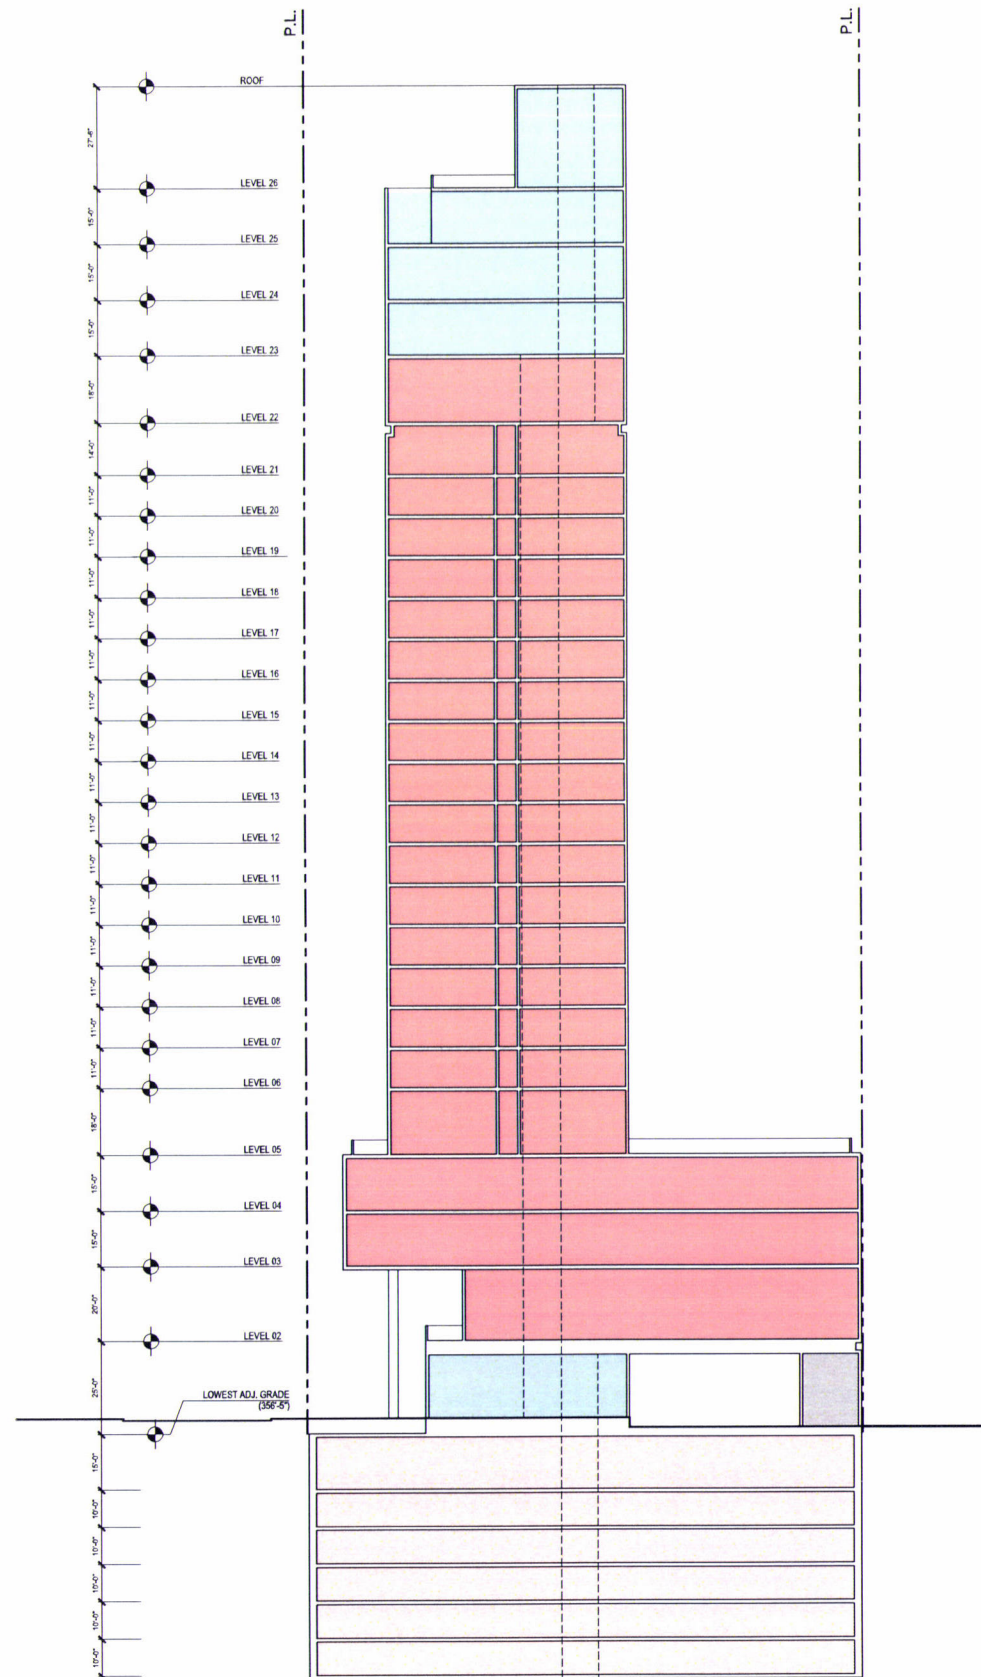 P.L.
P.L.
ROOF
27'-6"
LEVEL 26
15'-0"
LEVEL 25
15'-0"
LEVEL 24
15'-0"
LEVEL 23
18'-0"
LEVEL 22
14'-0"
LEVEL 21
11'-0"
LEVEL 20
11'-0"
LEVEL 19
11'-0"
LEVEL 18
11'-0"
LEVEL 17
11'-0"
LEVEL 16
11'-0"
LEVEL 15
11'-0"
LEVEL 14
11'-0"
LEVEL 13
11'-0"
LEVEL 12
11'-0"
LEVEL 11
11'-0"
LEVEL 10
11'-0"
LEVEL 09
11'-0"
LEVEL 08
11'-0"
LEVEL 07
11'-0"
LEVEL 06
18'-0"
LEVEL 05
15'-0"
LEVEL 04
15'-0"
LEVEL 03
20'-0"
LEVEL 02
25'-0"
LOWEST ADJ. GRADE
(356'-5")
15'-0"
10'-0"
10'-0"
10'-0"
10'-0"
10'-0"